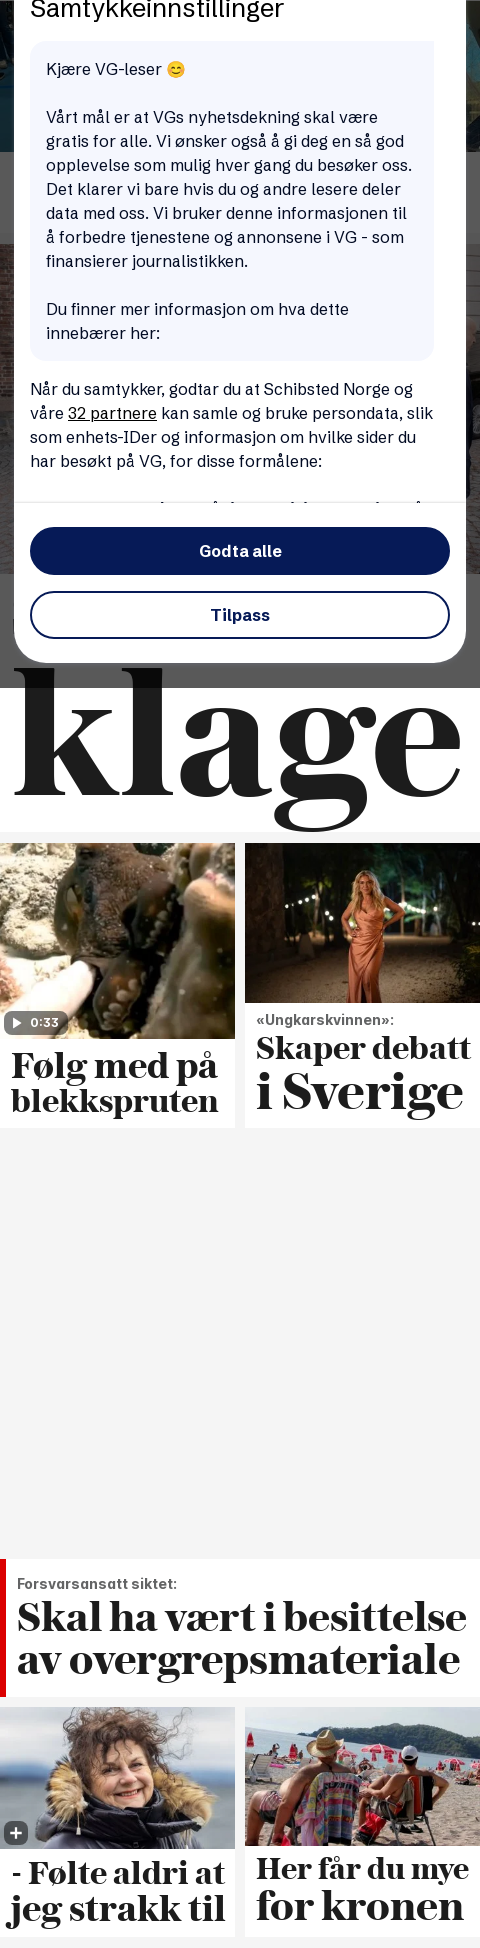 Samtykkeinnstillinger
Kjære VG-leser 😊
Vårt mål er at VGs nyhetsdekning skal være
gratis for alle. Vi ønsker også å gi deg en så god
opplevelse som mulig hver gang du besøker oss.
Det klarer vi bare hvis du og andre lesere deler
data med oss. Vi bruker denne informasjonen til
å forbedre tjenestene og annonsene i VG - som
finansierer journalistikken.
Du finner mer informasjon om hva dette
innebærer her:
Når du samtykker, godtar du at Schibsted Norge og
våre 32 partnere kan samle og bruke persondata, slik
som enhets-IDer og informasjon om hvilke sider du
har besøkt på VG, for disse formålene:
Godta alle
Tilpass
klage
0:33
Følg med på
blekkspruten
«Ungkarskvinnen»:
Skaper debatt
i Sverige
Forsvarsansatt siktet:
Skal ha vært i besittelse
av overgrepsmateriale
- Følte aldri at
jeg strakk til
Her får du mye
for kronen